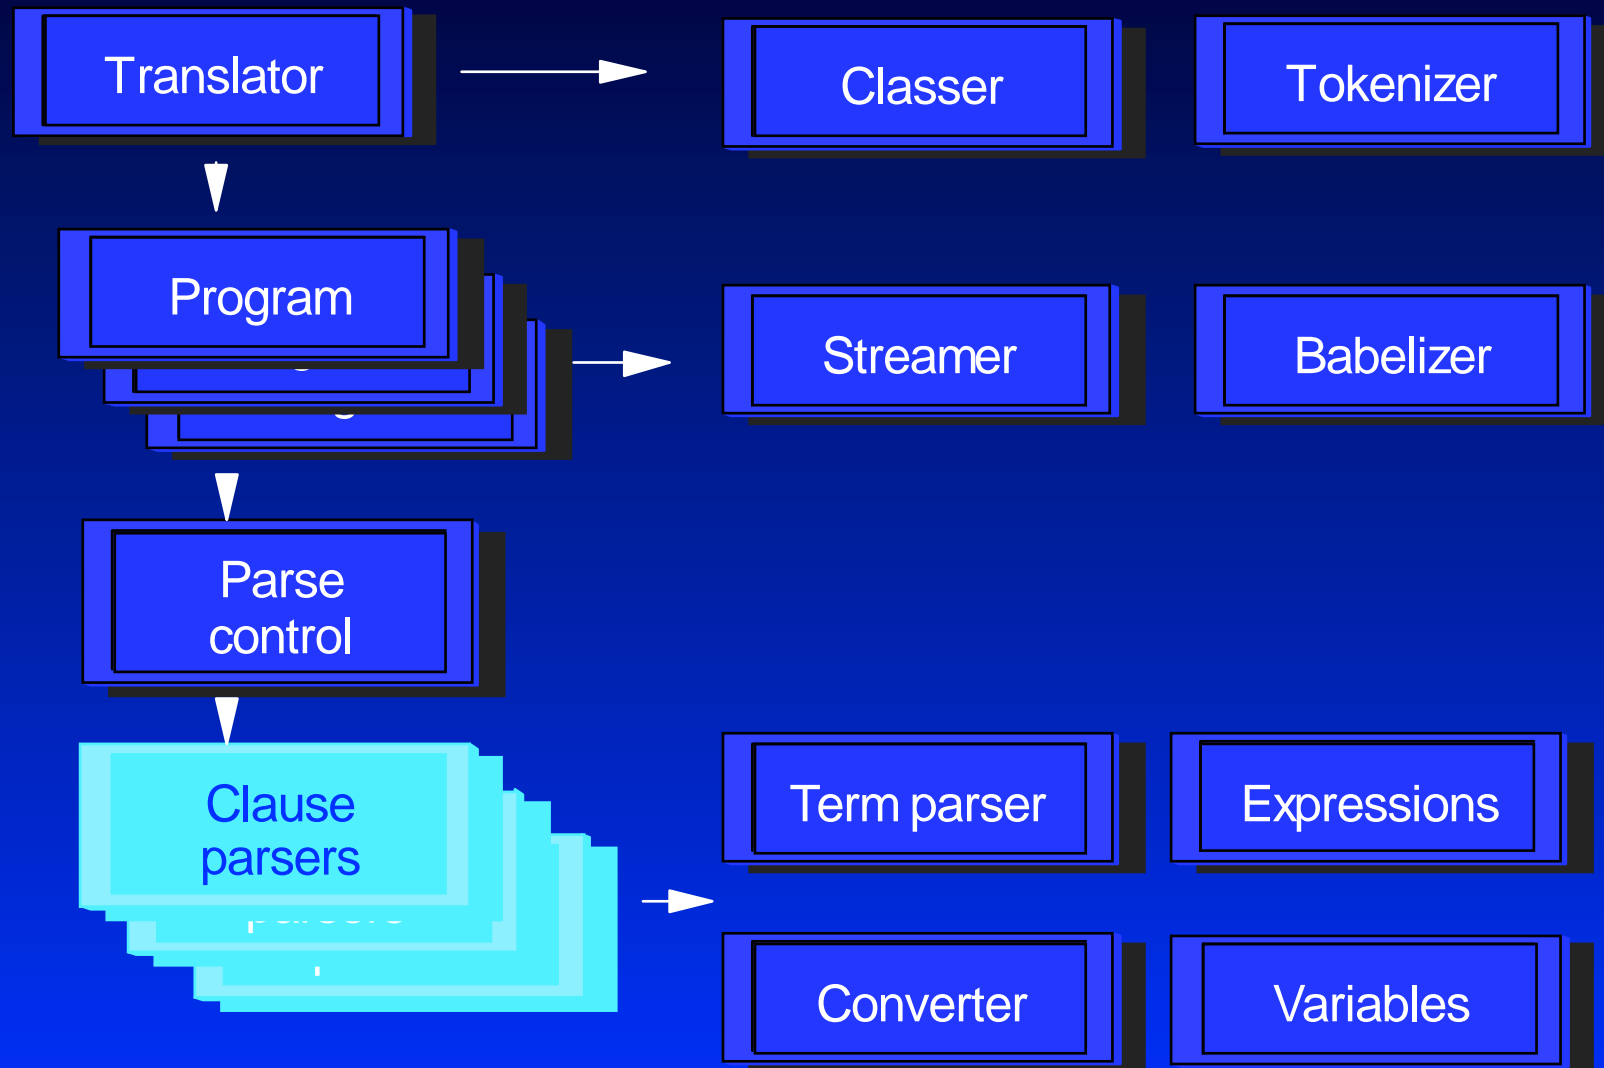 Translator
Classer
Tokenizer
Program
Streamer
Babelizer
Parse
control
Clause
parsers
Term parser
Expressions
Converter
Variables